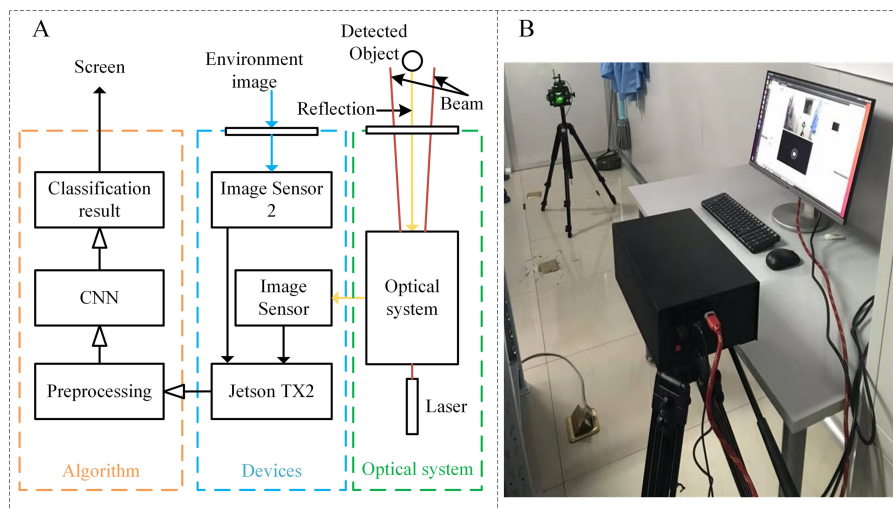 A
B
Detected
Object
Environment
image
Screen
Reflection
Beam
Classification
result
Image Sensor
2
CNN
Image
Sensor
Optical
system
Preprocessing
Jetson TX2
Laser
Algorithm
Devices
Optical system